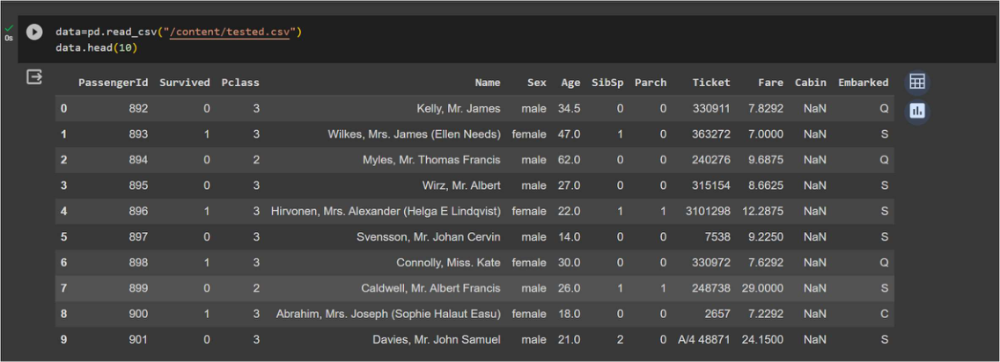 data=pd.read_csv("/content/tested.csv")
0s
data.head(10)
PassengerId Survived Pclass Name Sex Age SibSp Parch Ticket Fare Cabin Embarked
0 892 0 3 Kelly, Mr. James male 34.5 0 0 330911 7.8292 NaN Q
1 893 1 3 Wilkes, Mrs. James (Ellen Needs) female 47.0 1 0 363272 7.0000 NaN S
2 894 0 2 Myles, Mr. Thomas Francis male 62.0 0 0 240276 9.6875 NaN Q
3 895 0 3 Wirz, Mr. Albert male 27.0 0 0 315154 8.6625 NaN S
4 896 1 3 Hirvonen, Mrs. Alexander (Helga E Lindqvist) female 22.0 1 1 3101298 12.2875 NaN S
5 897 0 3 Svensson, Mr. Johan Cervin male 14.0 0 0 7538 9.2250 NaN S
6 898 1 3 Connolly, Miss. Kate female 30.0 0 0 330972 7.6292 NaN Q
7 899 0 2 Caldwell, Mr. Albert Francis male 26.0 1 1 248738 29.0000 NaN S
8 900 1 3 Abrahim, Mrs. Joseph (Sophie Halaut Easu) female 18.0 0 0 2657 7.2292 NaN C
9 901 0 3 Davies, Mr. John Samuel male 21.0 2 0 A/4 48871 24.1500 NaN S